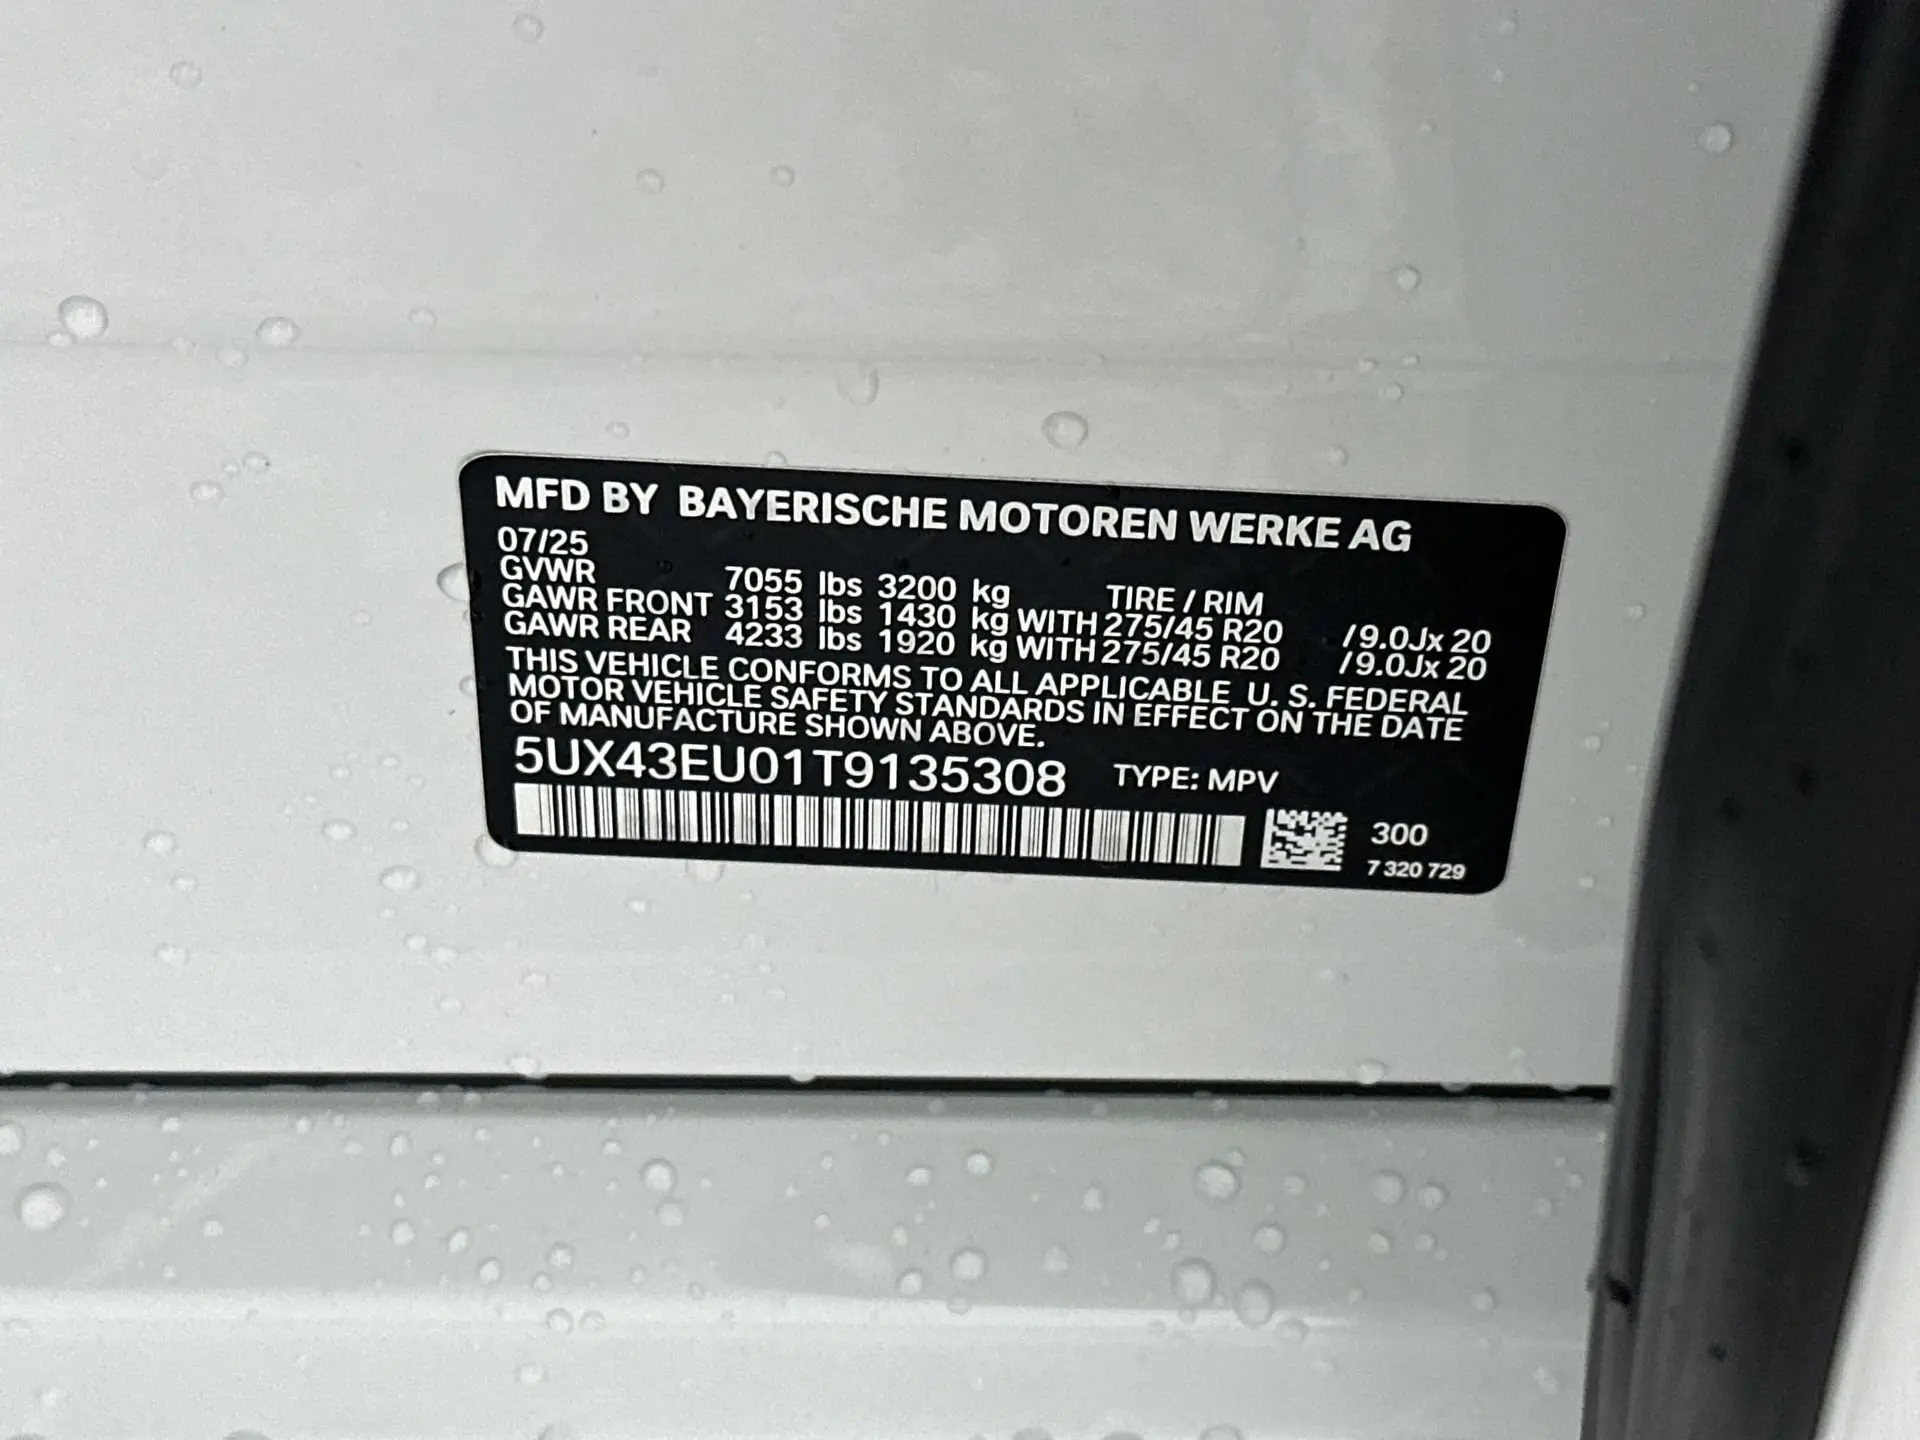 MFD BY BAYERISCHE MOTOREN WERKE AG
07/25
GVWR 7055 lbs 3200 kg TIRE / RIM
GAWR FRONT 3153 lbs 1430 kg WITH 275/45 R20 /9.0Jx 20
GAWR REAR 4233 lbs 1920 kg WITH 275/45 R20 /9.0Jx 20
THIS VEHICLE CONFORMS TO ALL APPLICABLE U. S. FEDERAL
MOTOR VEHICLE SAFETY STANDARDS IN EFFECT ON THE DATE
OF MANUFACTURE SHOWN ABOVE.
5UX43EU01T9135308 TYPE: MPV
300
7 320 729